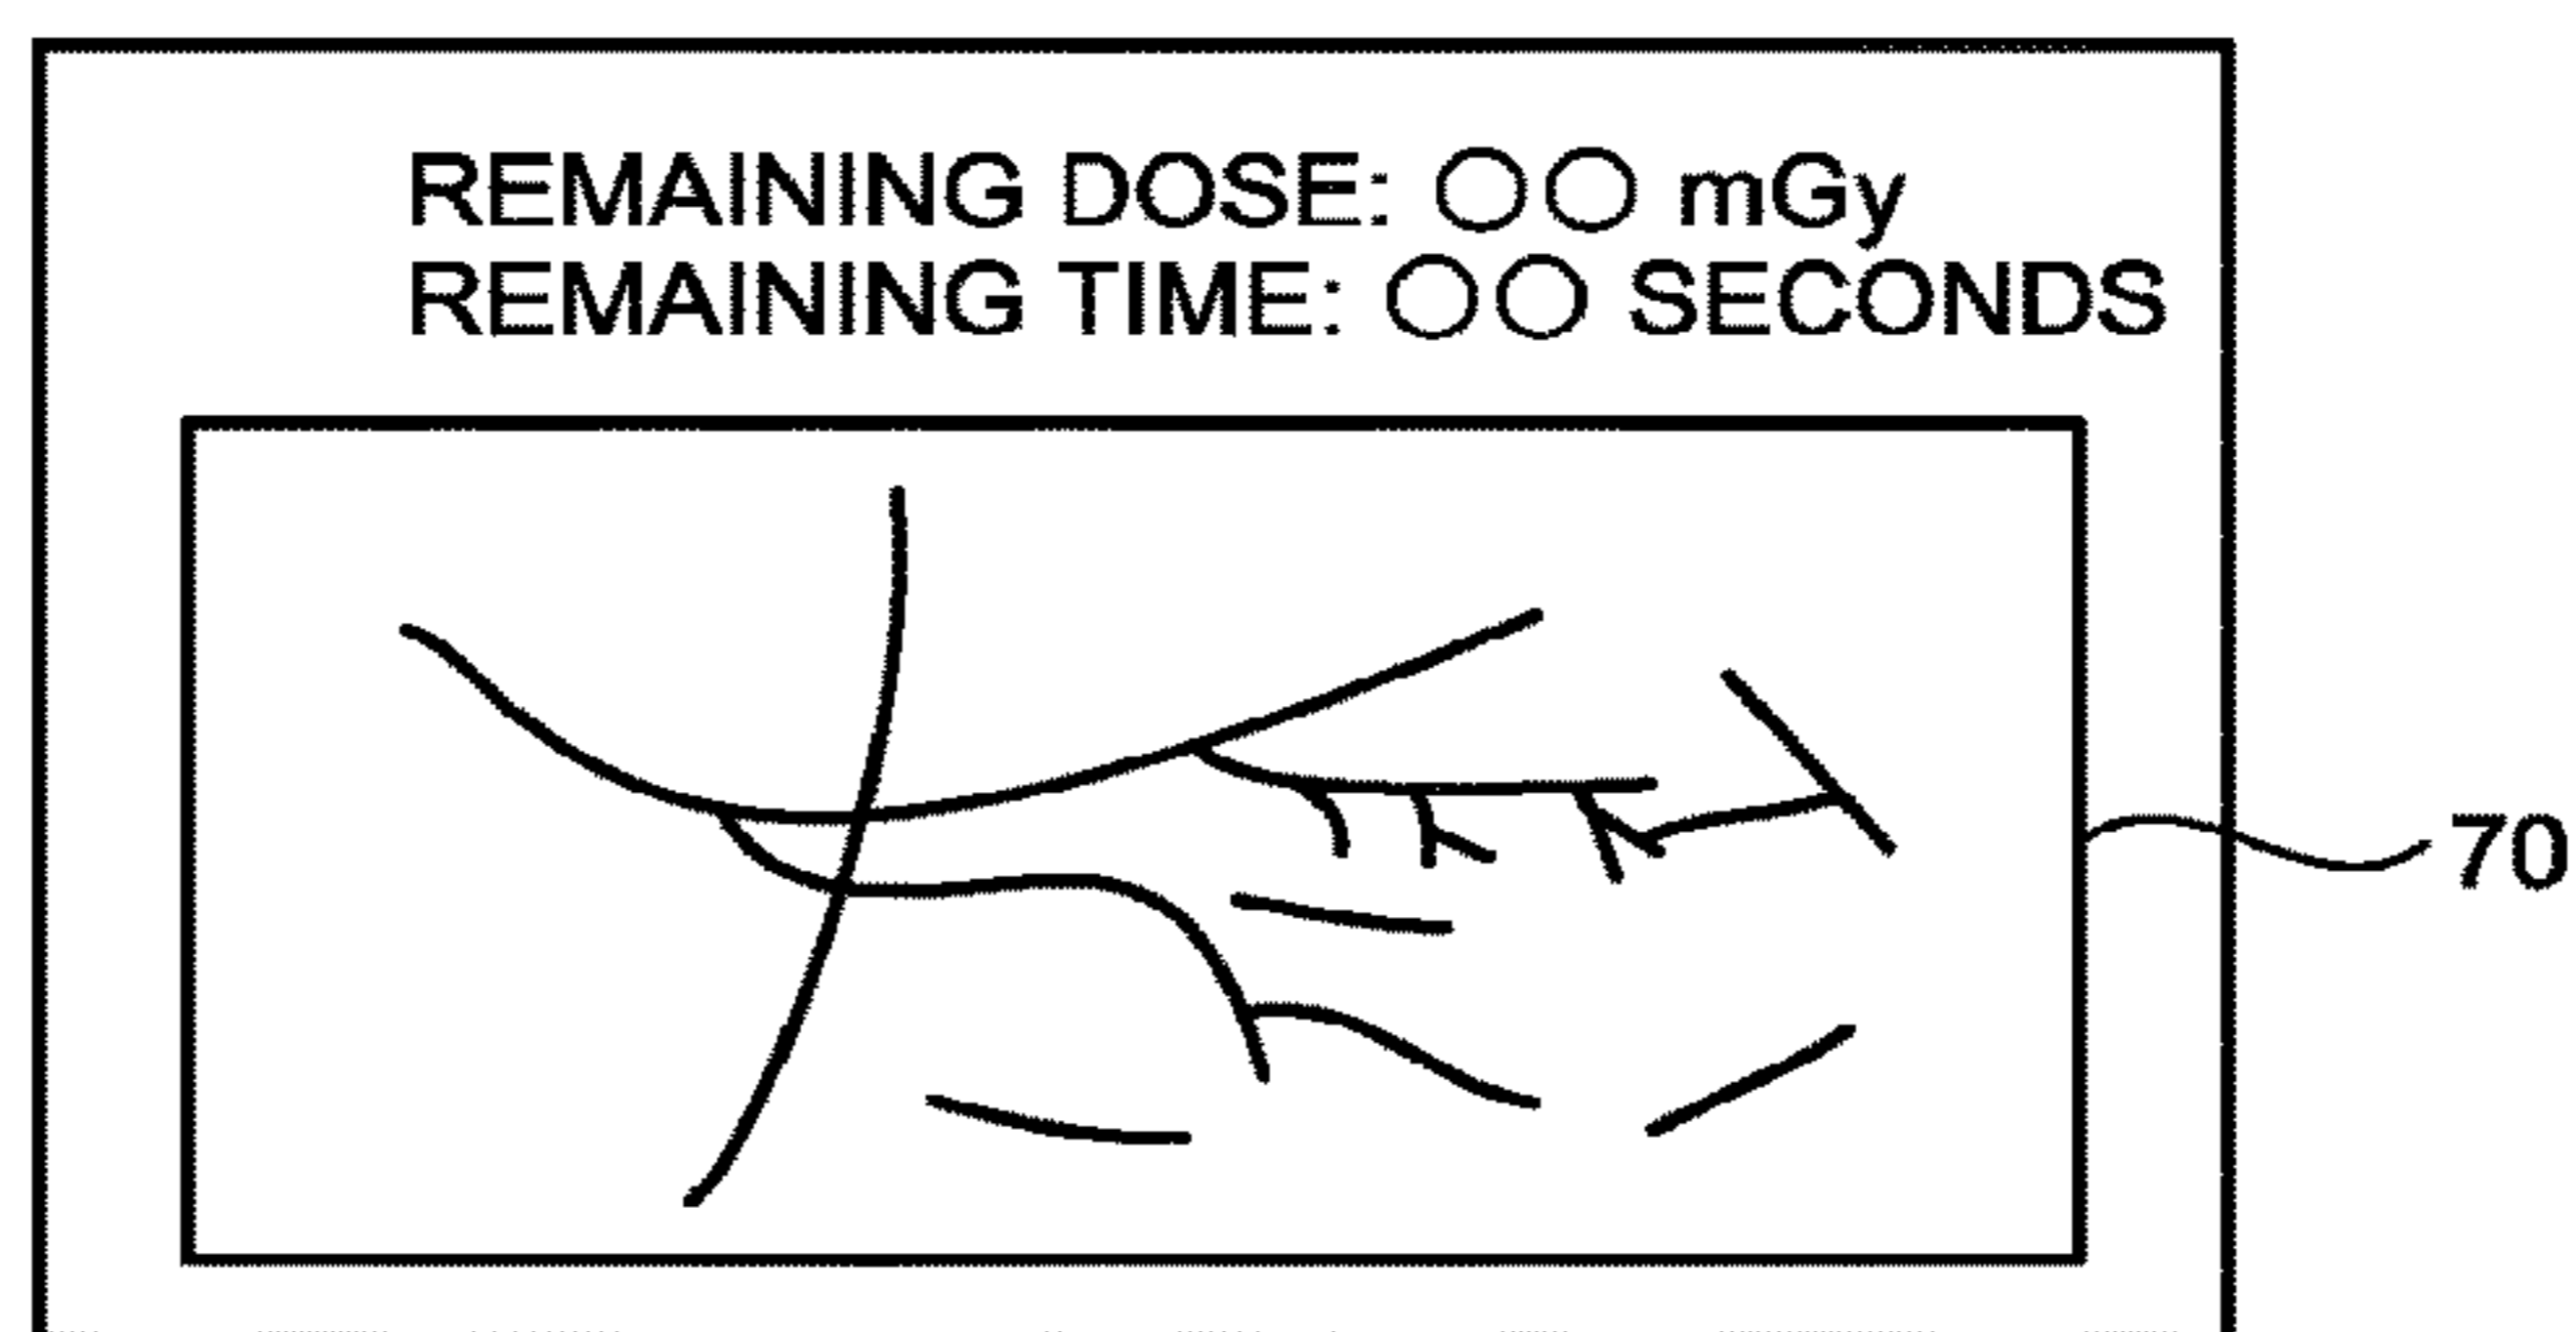 REMAINING DOSE: ○○ mGy
REMAINING TIME: ○○ SECONDS
70